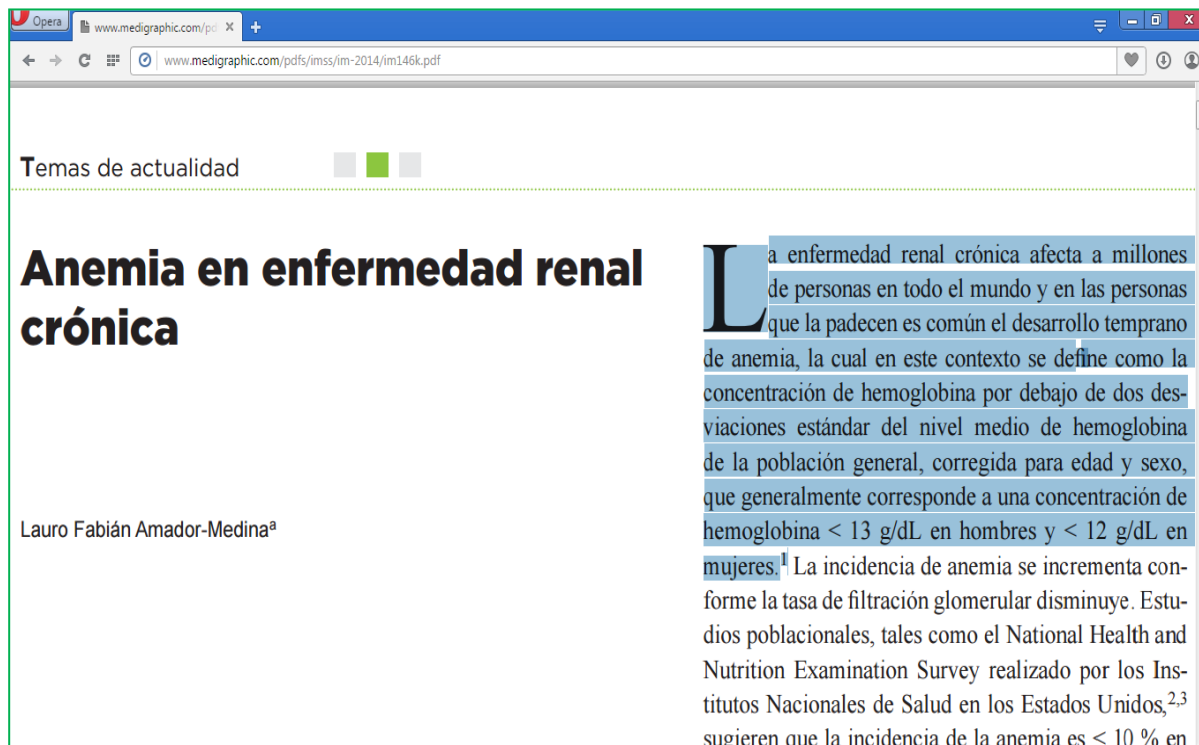 Opera
www.medigraphic.com/pd
www.medigraphic.com/pdfs/imss/im-2014/im146k.pdf
Temas de actualidad
Anemia en enfermedad renal
crónica
Lauro Fabián Amador-Medinaª
La enfermedad renal crónica afecta a millones
de personas en todo el mundo y en las personas
que la padecen es común el desarrollo temprano
de anemia, la cual en este contexto se define como la
concentración de hemoglobina por debajo de dos des-
viaciones estándar del nivel medio de hemoglobina
de la población general, corregida para edad y sexo,
que generalmente corresponde a una concentración de
hemoglobina < 13 g/dL en hombres y < 12 g/dL en
mujeres.¹ La incidencia de anemia se incrementa con-
forme la tasa de filtración glomerular disminuye. Estu-
dios poblacionales, tales como el National Health and
Nutrition Examination Survey realizado por los Ins-
titutos Nacionales de Salud en los Estados Unidos,²,³
sugieren que la incidencia de la anemia es < 10 % en